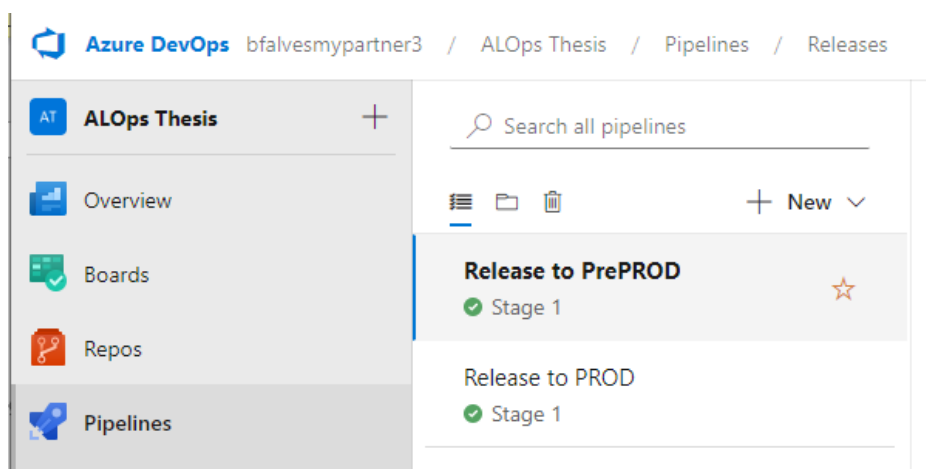 Azure DevOps bfalvesmypartner3 / ALOps Thesis / Pipelines / Releases
AT ALOps Thesis
Search all pipelines
Overview
New
Boards
Release to PrePROD
Stage 1
Repos
Release to PROD
Stage 1
Pipelines